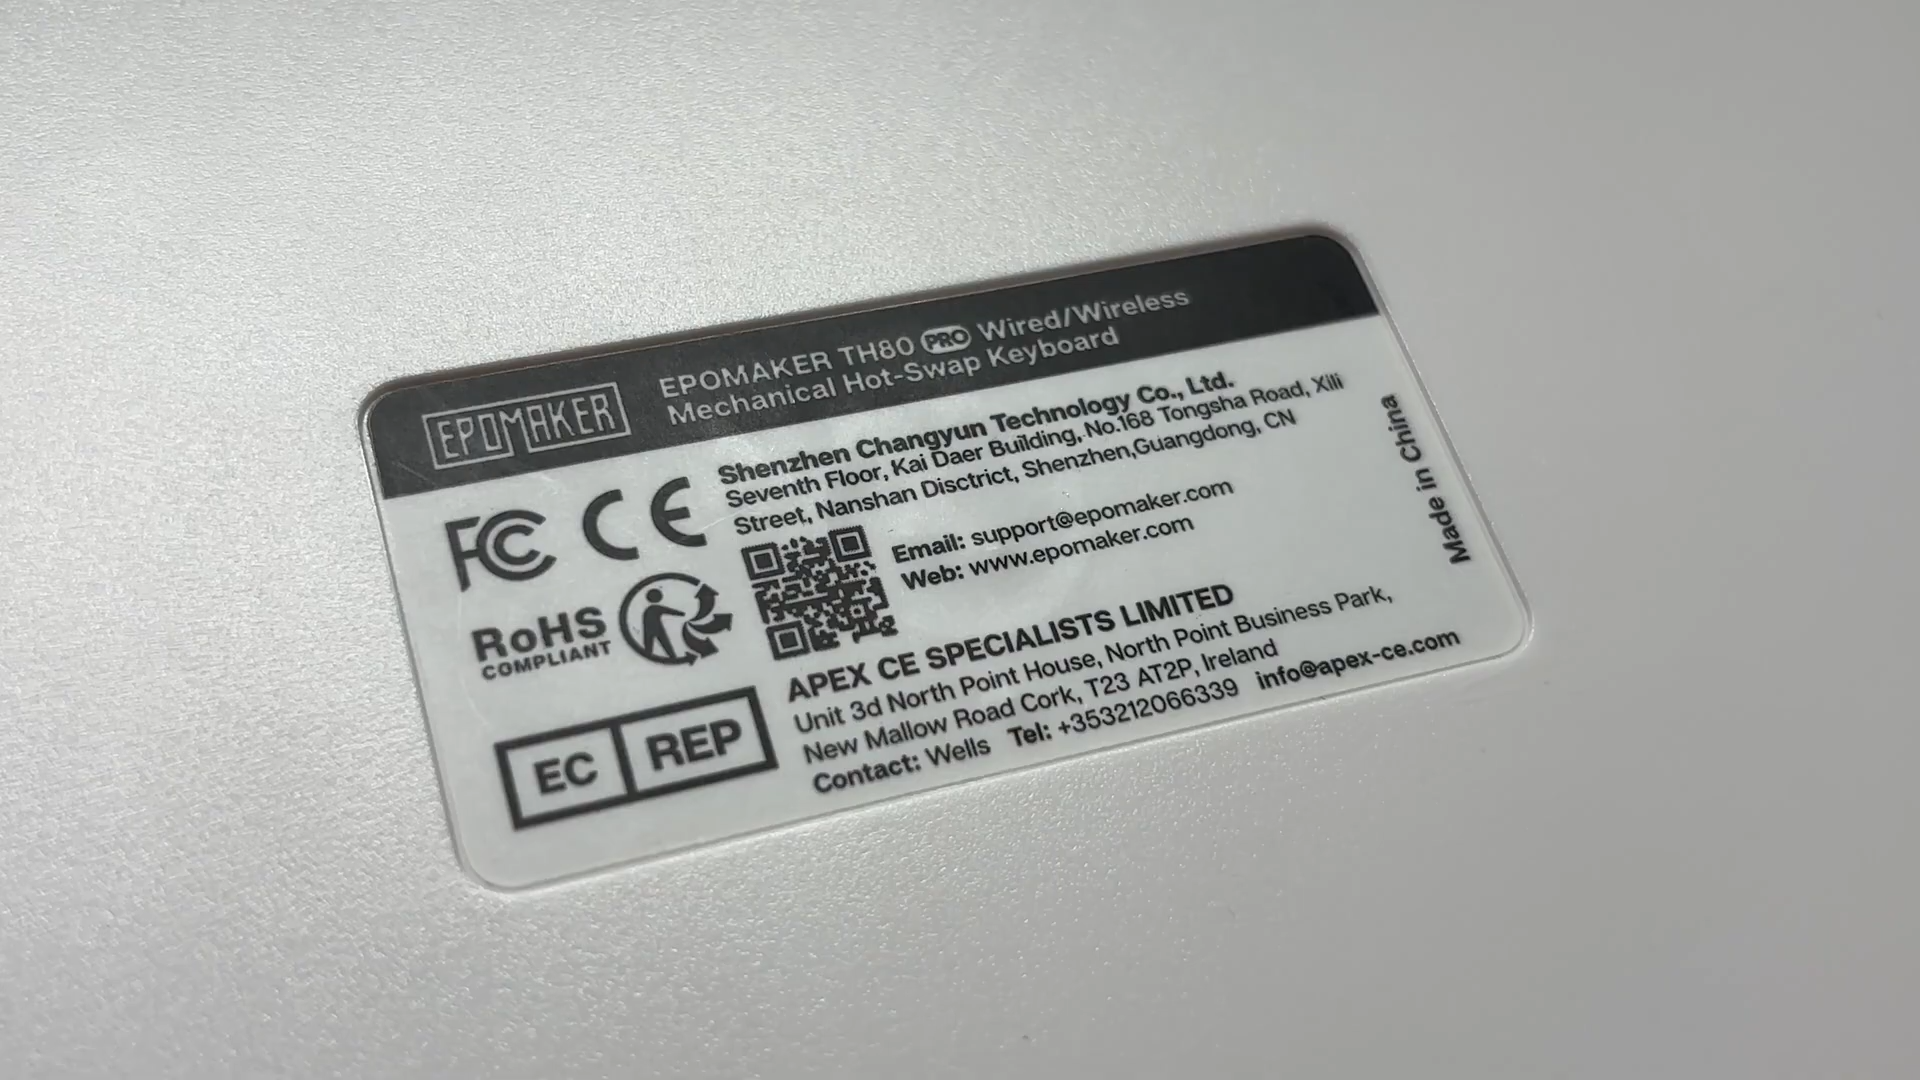 EPOMAKER
EPOMAKER TH80 PRO Wired/Wireless
Mechanical Hot-Swap Keyboard
FC CE
RoHS
COMPLIANT
EC REP
Shenzhen Changyun Technology Co., Ltd.
Seventh Floor, Kai Daer Building, No.168 Tongsha Road, Xili
Street, Nanshan Disctrict, Shenzhen,Guangdong, CN
Email: support@epomaker.com
Web: www.epomaker.com
APEX CE SPECIALISTS LIMITED
Unit 3d North Point House, North Point Business Park,
New Mallow Road Cork, T23 AT2P, Ireland
Contact: Wells Tel: +353212066339 info@apex-ce.com
Made in China